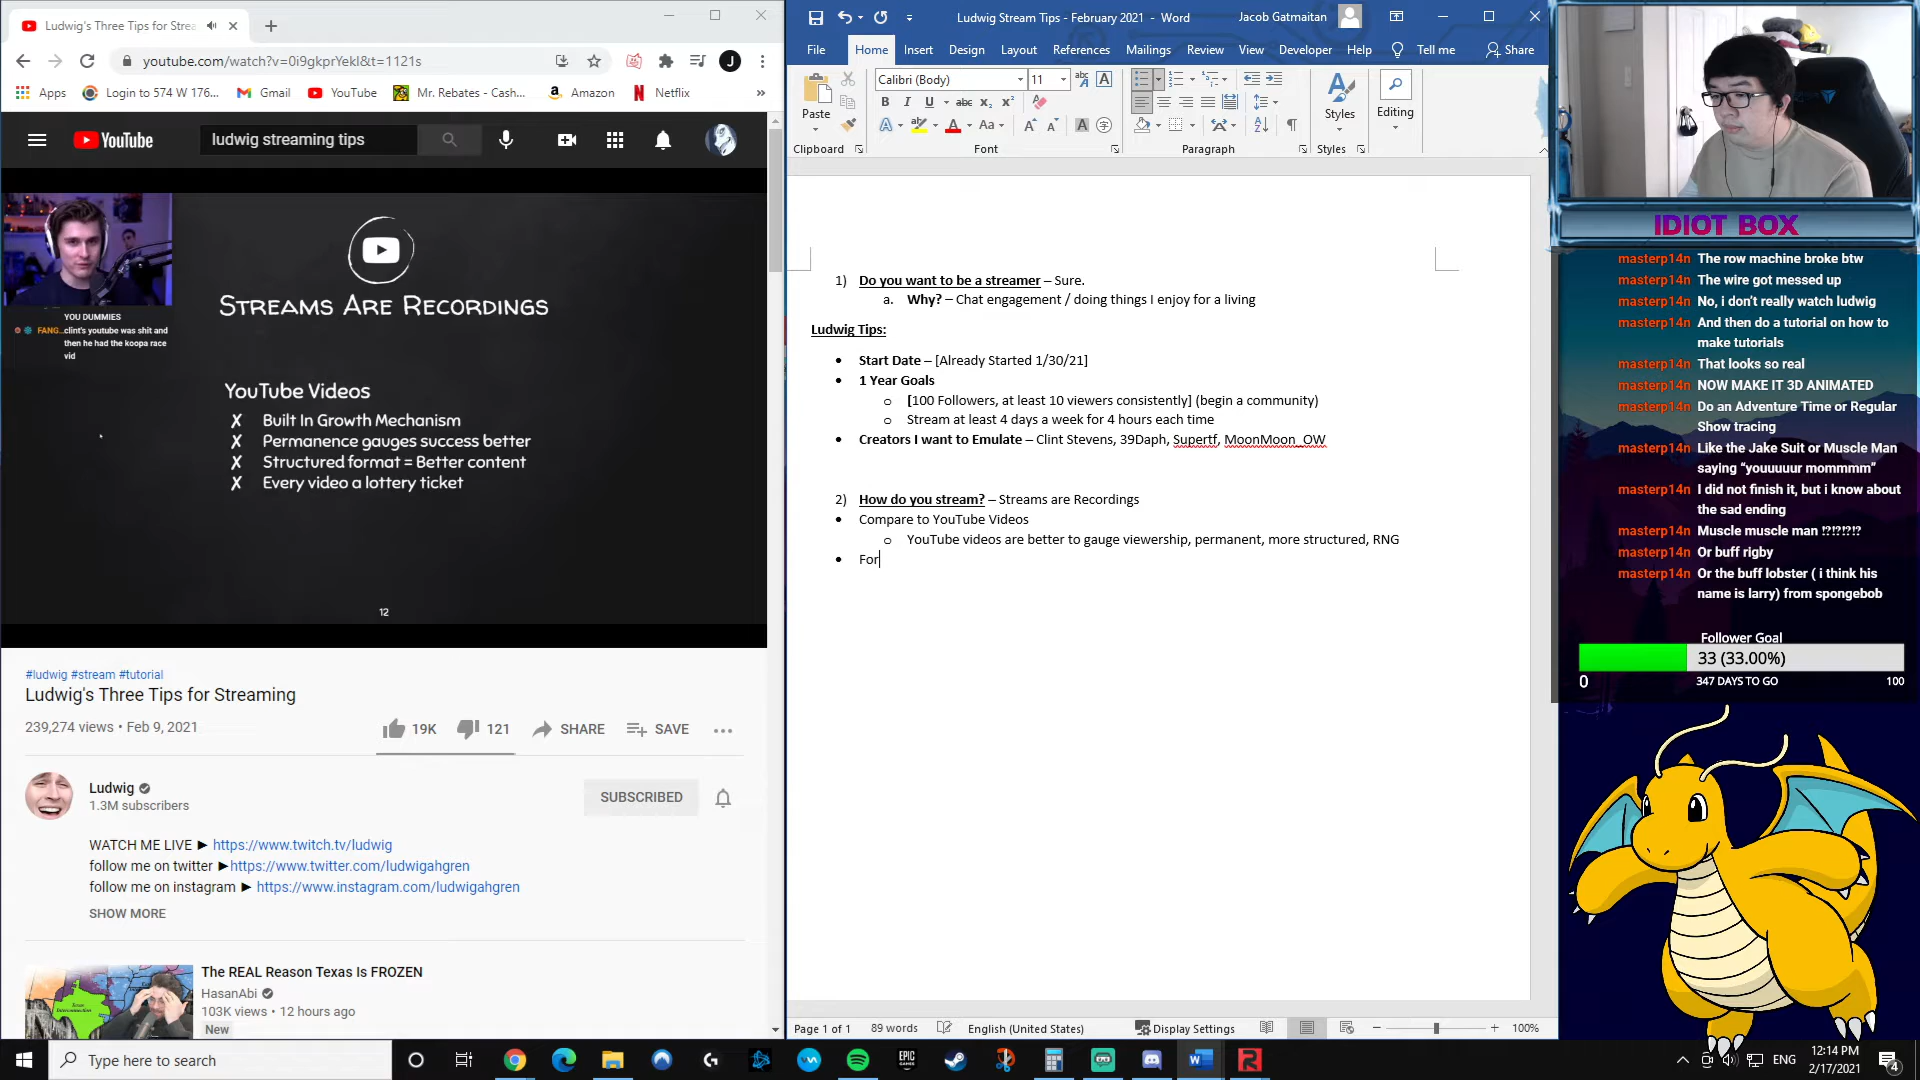 Ludwig's Three Tips for Strea
youtube.com/watch?v=0i9gkprYekI&t=1121s
J
Apps
Login to 574 W 176...
Gmail
YouTube
Mr. Rebates - Cash...
Amazon
Netflix
»
YouTube
ludwig streaming tips
YOU DUMMIES
FANG... clint's youtube was shit and
then he had the koopa race
vid
STREAMS ARE RECORDINGS
YouTube Videos
X Built In Growth Mechanism
X Permanence gauges success better
X Structured format = Better content
X Every video a lottery ticket
12
#ludwig #stream #tutorial
Ludwig's Three Tips for Streaming
239,274 views • Feb 9, 2021
19K
121
SHARE
SAVE
Ludwig
1.3M subscribers
SUBSCRIBED
WATCH ME LIVE ► https://www.twitch.tv/ludwig
follow me on twitter ►https://www.twitter.com/ludwigahgren
follow me on instagram ► https://www.instagram.com/ludwigahgren
SHOW MORE
The REAL Reason Texas Is FROZEN
HasanAbi
103K views • 12 hours ago
New
Ludwig Stream Tips - February 2021 - Word
Jacob Gatmaitan
File
Home
Insert
Design
Layout
References
Mailings
Review
View
Developer
Help
Tell me
Share
Paste
Calibri (Body)
11
Styles
Editing
Clipboard
Font
Paragraph
Styles
1) Do you want to be a streamer – Sure.
a. Why? – Chat engagement / doing things I enjoy for a living
Ludwig Tips:
• Start Date – [Already Started 1/30/21]
• 1 Year Goals
o [100 Followers, at least 10 viewers consistently] (begin a community)
o Stream at least 4 days a week for 4 hours each time
• Creators I want to Emulate – Clint Stevens, 39Daph, Supertf, MoonMoon_OW
2) How do you stream? – Streams are Recordings
• Compare to YouTube Videos
o YouTube videos are better to gauge viewership, permanent, more structured, RNG
• For
Page 1 of 1
89 words
English (United States)
Display Settings
100%
IDIOT BOX
masterp14n The row machine broke btw
masterp14n The wire got messed up
masterp14n No, i don't really watch ludwig
masterp14n And then do a tutorial on how to
make tutorials
masterp14n That looks so real
masterp14n NOW MAKE IT 3D ANIMATED
masterp14n Do an Adventure Time or Regular
Show tracing
masterp14n Like the Jake Suit or Muscle Man
saying “youuuuur mommmm”
masterp14n I did not finish it, but i know about
the sad ending
masterp14n Muscle muscle man !?!?!?!?
masterp14n Or buff rigby
masterp14n Or the buff lobster ( i think his
name is larry) from spongebob
Follower Goal
33 (33.00%)
0
347 DAYS TO GO
100
Type here to search
EPIC
GAMES
ENG
12:14 PM
2/17/2021
4